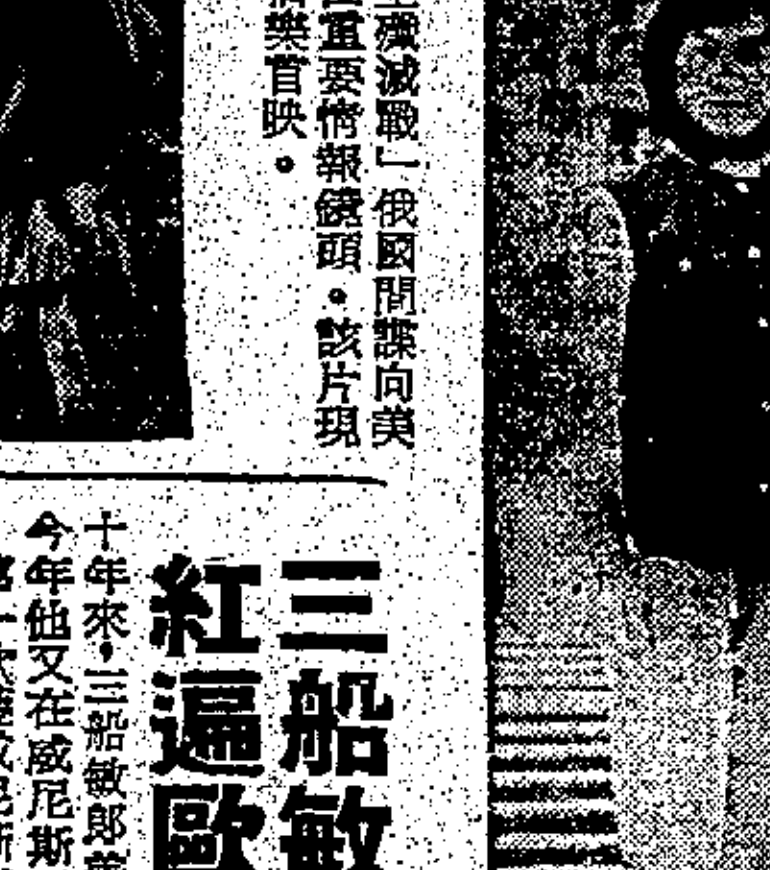 殲滅戰」俄國間諜向美
重要情報鏡頭。該片現
樂首映。
三船敏
紅遍歐
十年來，三船敏郎
今年他又在威尼斯